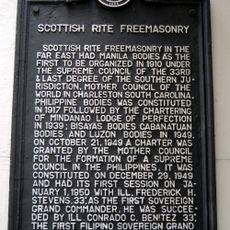 SCOTTISH RITE FREEMASONRY
SCOTTISH RITE FREEMASONRY IN THE
FAR EAST HAD MANILA BODIES AS THE
FIRST TO BE ORGANIZED IN 1910 UNDER
THE SUPREME COUNCIL OF THE 33RD
& LAST DEGREE OF THE SOUTHERN JU-
RISDICTION, MOTHER COUNCIL OF THE
WORLD IN CHARLESTON SOUTH CAROLINA,
PHILIPPINE BODIES WAS CONSTITUTED
IN 1917 FOLLOWED BY THE CHARTERING
OF MINDANAO LODGE OF PERFECTION
IN 1939; BISAYAS BODIES CABANATUAN
BODIES AND LUZON BODIES IN 1949,
ON OCTOBER 21, 1949 A CHARTER WAS
GRANTED BY THE MOTHER COUNCIL
FOR THE FORMATION OF A SUPREME
COUNCIL IN THE PHILIPPINES, IT WAS
CONSTITUTED ON DECEMBER 29, 1949
AND HAD ITS FIRST SESSION ON
JANUARY 1, 1950 WITH ILL. FREDERICK H.
STEVENS, 33°, AS THE FIRST SOVEREIGN
GRAND COMMANDER. HE WAS SUCCEE-
DED BY ILL. CONRADO C. BENITEZ 33°,
THE FIRST FILIPINO SOVEREIGN GRAND